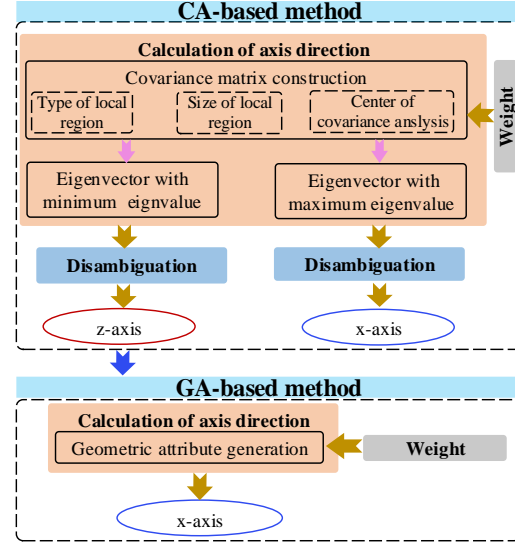 CA-based method
Calculation of axis direction
Covariance matrix construction
Type of local
region
Size of local
region
Center of
covariance anslysis
Weight
Eigenvector with
minimum eignvalue
Eigenvector with
maximum eigenvalue
Disambiguation
Disambiguation
z-axis
x-axis
GA-based method
Calculation of axis direction
Geometric attribute generation
Weight
x-axis